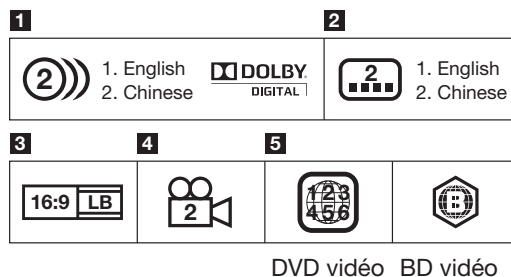 1 2
2 1. English DOLBY 2 1. English
2. Chinese DIGITAL 2. Chinese
3 4 5
16:9 LB 2 123 B
456
DVD vidéo BD vidéo